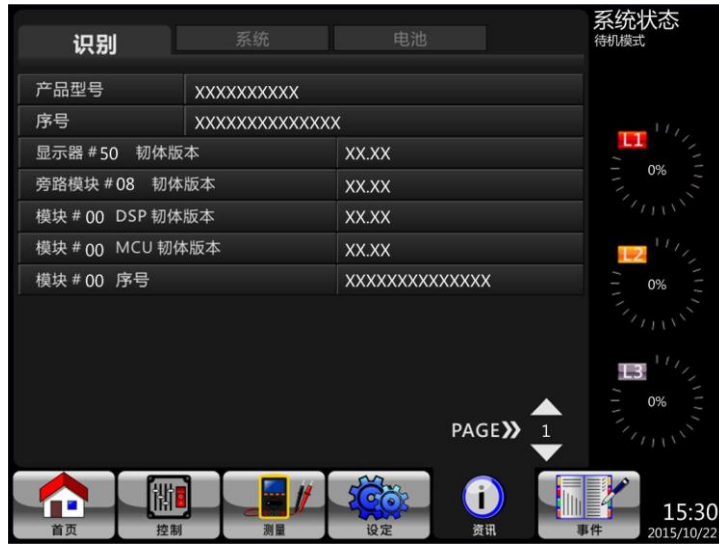 识别 系统 电池
系统状态
待机模式
产品型号 XXXXXXXXXX
序号 XXXXXXXXXXXXXX
显示器 #50 韧体版本 XX.XX
旁路模块 #08 韧体版本 XX.XX
模块 # 00 DSP 韧体版本 XX.XX
模块 # 00 MCU 韧体版本 XX.XX
模块 # 00 序号 XXXXXXXXXXXXXX
L1
0%
L2
0%
L3
0%
PAGE» 1
首页 控制 测量 设定 资讯 事件
15:30
2015/10/22